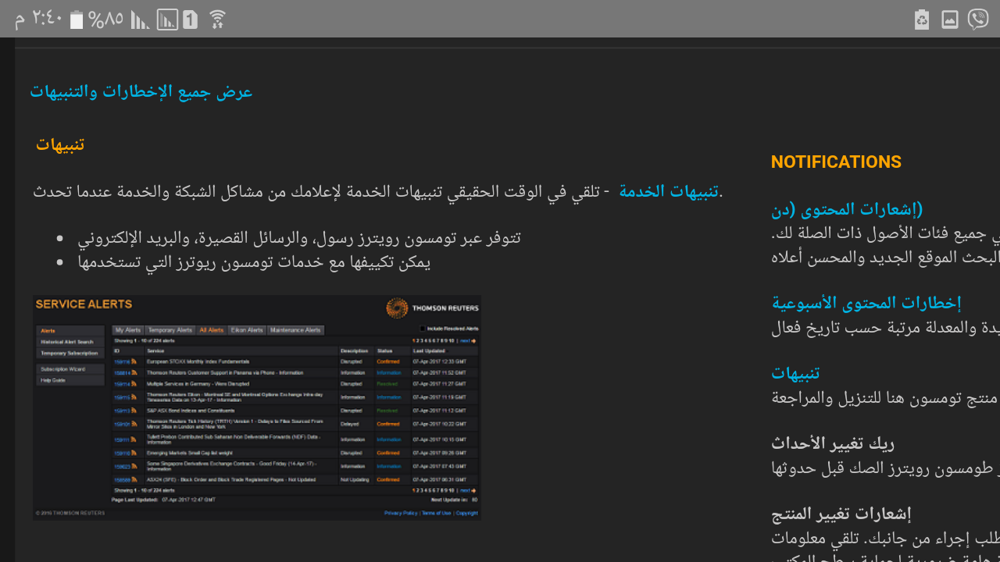 م ٢:٤٠ %٨٥ 1
عرض جميع الإخطارات والتنبيهات
تنبيهات
تنبيهات الخدمة - تلقي في الوقت الحقيقي تنبيهات الخدمة لإعلامك من مشاكل الشبكة والخدمة عندما تحدث.
تتوفر عبر تومسون رويترز رسول، والرسائل القصيرة، والبريد الإلكتروني
يمكن تكييفها مع خدمات تومسون ريوترز التي تستخدمها
SERVICE ALERTS
THOMSON REUTERS
Alerts
Historical Alert Search
Temporary Subscription
Subscription Wizard
Help Guide
My Alerts Temporary Alerts All Alerts Eikon Alerts Maintenance Alerts
Include Resolved Alerts
Showing 1 - 10 of 224 alerts 1 2 3 4 5 6 7 8 9 10 | next
ID Service Description Status Last Updated
European STOXX Monthly Index Fundamentals Disrupted Confirmed 07-Apr-2017 12:33 GMT
Thomson Reuters Customer Support in Panama via Phone - Information Information Information 07-Apr-2017 11:52 GMT
Multiple Services in Germany - Were Disrupted Disrupted Resolved 07-Apr-2017 11:27 GMT
Thomson Reuters Eikon - Montreal SE and Montreal Options Exchange Intra-day
Timeseries Data on 13-Apr-17 - Information Information Information 07-Apr-2017 11:19 GMT
S&P ASX Bond Indices and Constituents Disrupted Resolved 07-Apr-2017 11:12 GMT
Thomson Reuters Tick History (TRTH) Version 1 - Delays to Files Sourced From
Mirror Sites in London and New York Delayed Confirmed 07-Apr-2017 10:22 GMT
Tullett Prebon Contributed Sub Saharan Non Deliverable Forwards (NDF) Data -
Information Information Information 07-Apr-2017 10:15 GMT
Emerging Markets Small Cap list weight Disrupted Confirmed 07-Apr-2017 09:26 GMT
Some Singapore Derivatives Exchange Contracts - Good Friday (14-Apr-17) -
Information Information Information 07-Apr-2017 07:43 GMT
ASX24 (SFE) - Block Order and Block Trade Registered Pages - Not Updated Not Updating Confirmed 07-Apr-2017 06:31 GMT
Showing 1 - 10 of 224 alerts 1 2 3 4 5 6 7 8 9 10 | next
Page Last Updated: 07-Apr-2017 12:47 GMT Next Update in: 80
THOMSON REUTERS Privacy Policy | Terms of Use | Copyright
NOTIFICATIONS
إشعارات المحتوى (دن)
ي جميع فئات الأصول ذات الصلة لك.
البحث الموقع الجديد والمحسن أعلاه
إخطارات المحتوى الأسبوعية
يدة والمعدلة مرتبة حسب تاريخ فعال
تنبيهات
منتج تومسون هنا للتنزيل والمراجعة
ريك تغيير الأحداث
طومسون رويترز الصك قبل حدوثها
إشعارات تغيير المنتج
طلب إجراء من جانبك. تلقي معلومات